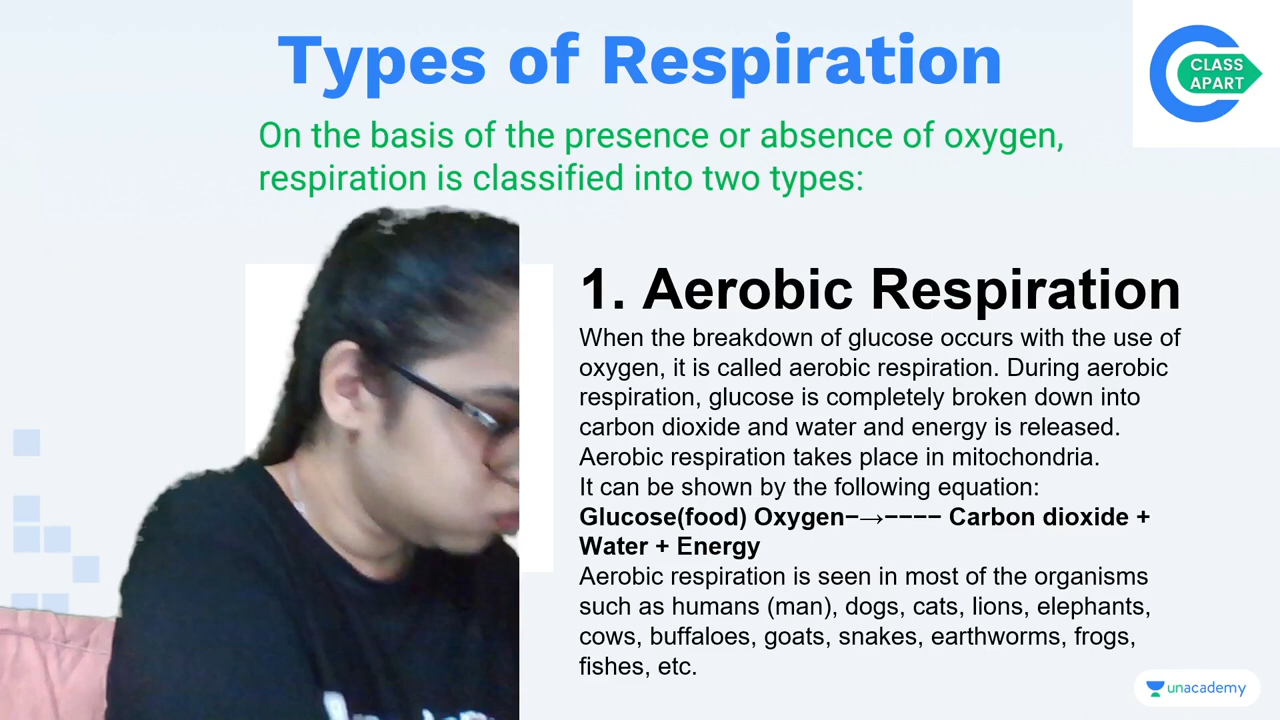 Types of Respiration
CLASS
APART
On the basis of the presence or absence of oxygen,
respiration is classified into two types:
1. Aerobic Respiration
When the breakdown of glucose occurs with the use of
oxygen, it is called aerobic respiration. During aerobic
respiration, glucose is completely broken down into
carbon dioxide and water and energy is released.
Aerobic respiration takes place in mitochondria.
It can be shown by the following equation:
Glucose(food) Oxygen−→−−−− Carbon dioxide +
Water + Energy
Aerobic respiration is seen in most of the organisms
such as humans (man), dogs, cats, lions, elephants,
cows, buffaloes, goats, snakes, earthworms, frogs,
fishes, etc.
unacademy